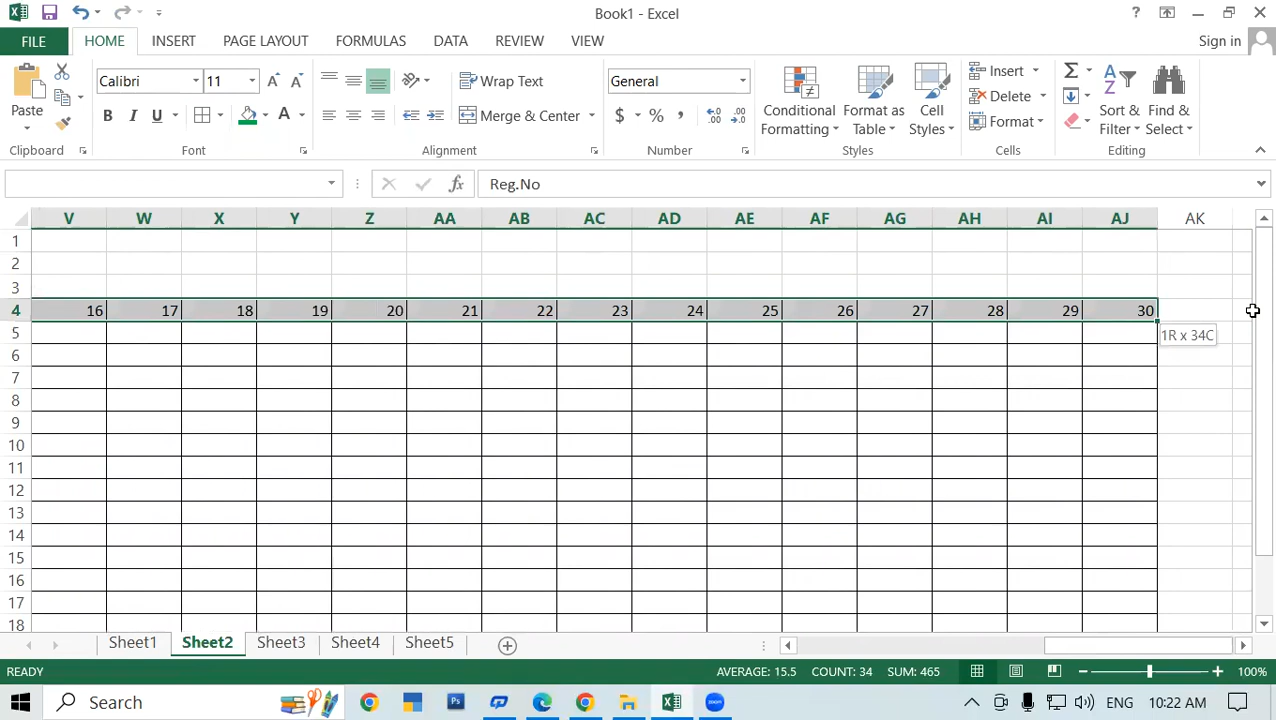 Book1 - Excel
?
FILE HOME INSERT PAGE LAYOUT FORMULAS DATA REVIEW VIEW Sign in
Paste
Calibri 11
B I U A
Wrap Text
Merge & Center
General
$ % ,
Conditional Formatting
Format as Table
Cell Styles
Insert
Delete
Format
Sort & Filter
Find & Select
Clipboard Font Alignment Number Styles Cells Editing
fx Reg.No
V W X Y Z AA AB AC AD AE AF AG AH AI AJ AK
1
2
3
4 16 17 18 19 20 21 22 23 24 25 26 27 28 29 30
5 1R x 34C
6
7
8
9
10
11
12
13
14
15
16
17
18
Sheet1 Sheet2 Sheet3 Sheet4 Sheet5
READY AVERAGE: 15.5 COUNT: 34 SUM: 465 100%
Search Ps zoom ENG 10:22 AM